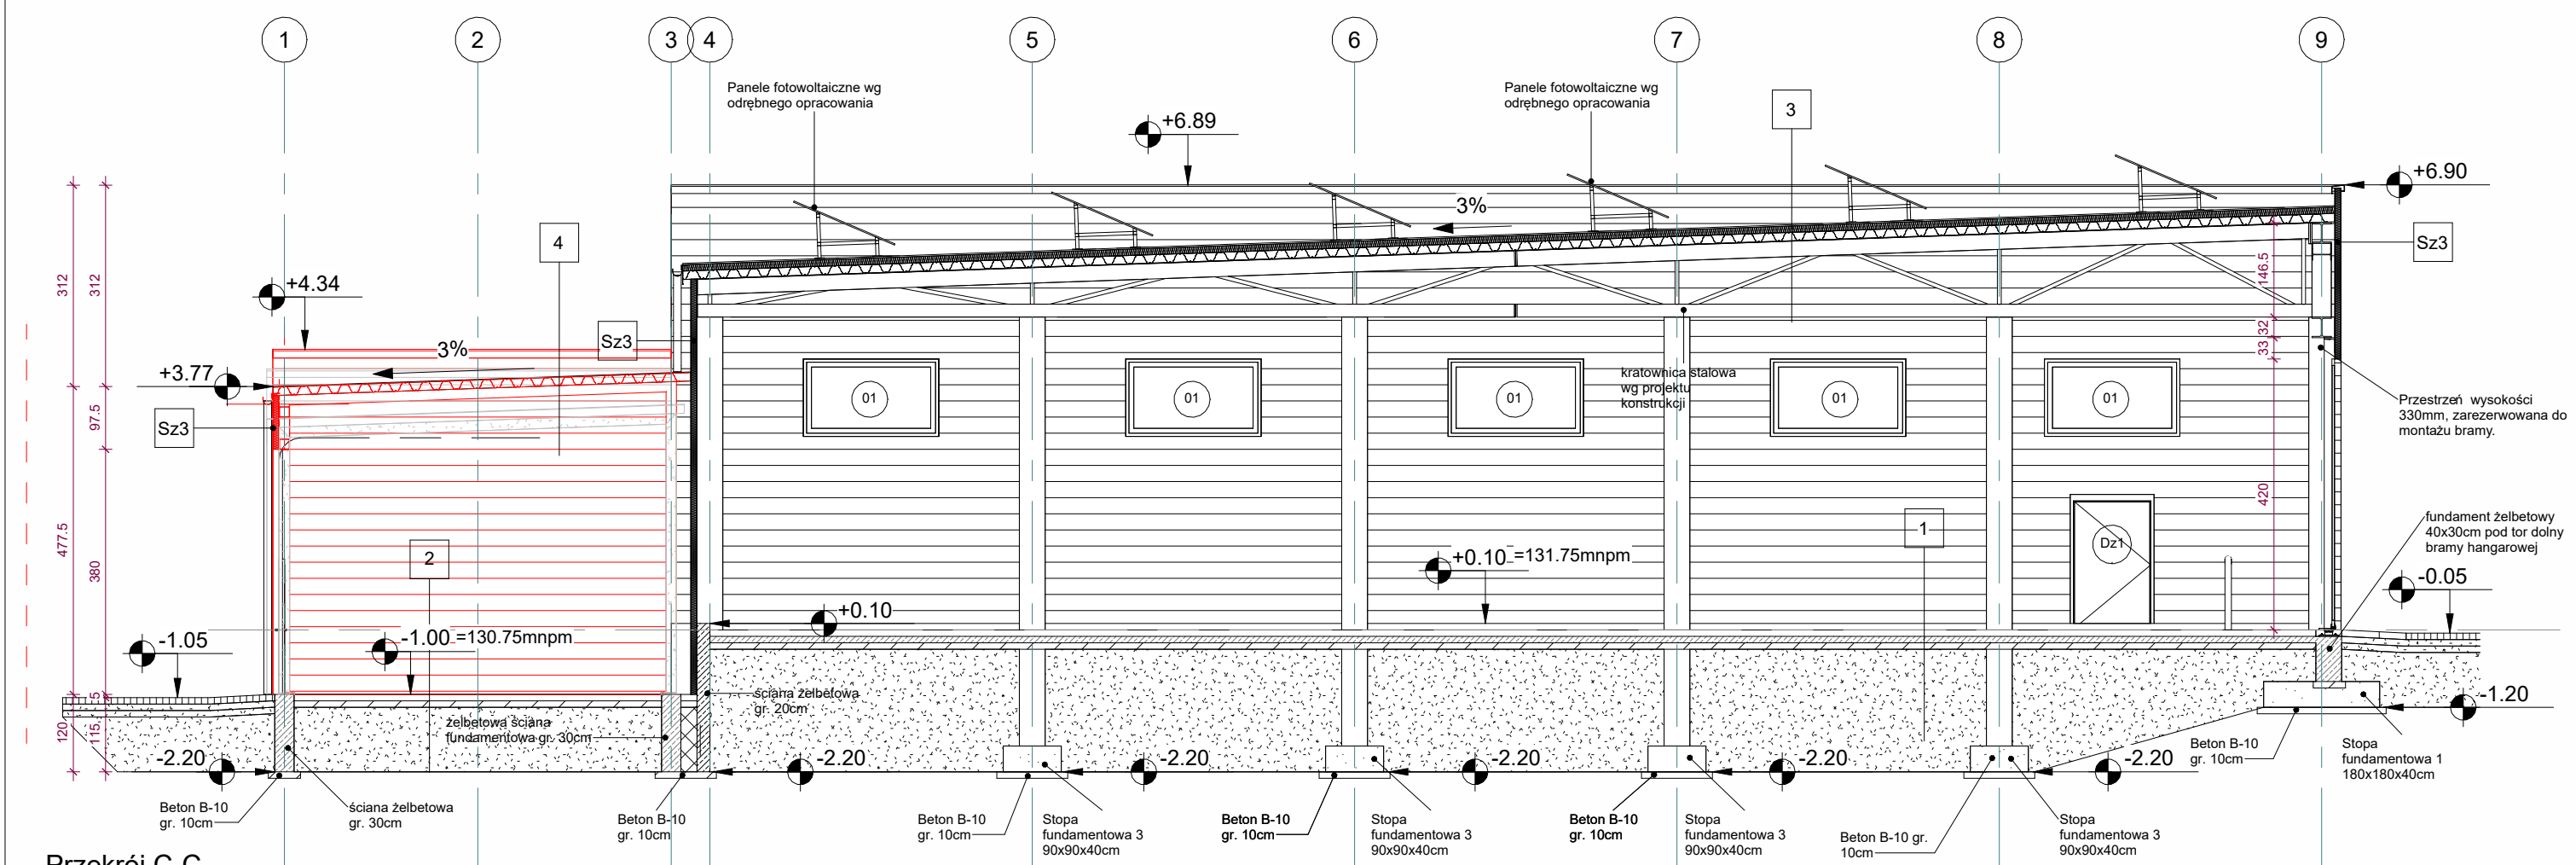 1
2
3
4
5
6
7
8
9
Panele fotowoltaiczne wg
odrębnego opracowania
Panele fotowoltaiczne wg
odrębnego opracowania
3
+6.89
+6.90
3%
4
Sz3
+4.34
312
312
146.5
Sz3
3%
32
33
+3.77
kratownica stalowa
wg projektu
konstrukcji
01
01
01
01
01
Przestrzeń wysokości
330mm, zarezerwowana do
montażu bramy.
97.5
Sz3
420
477.5
380
2
1
fundament żelbetowy
40x30cm pod tor dolny
bramy hangarowej
Dz1
+0.10 =131.75mnpm
-0.05
+0.10
-1.05
-1.00 =130.75mnpm
ściana żelbetowa
gr. 20cm
-1.20
5
120
115
żelbetowa ściana
fundamentowa gr. 30cm
-2.20
-2.20
-2.20
-2.20
-2.20
-2.20
Beton B-10
gr. 10cm
Stopa
fundamentowa 1
180x180x40cm
Beton B-10
gr. 10cm
ściana żelbetowa
gr. 30cm
Beton B-10
gr. 10cm
Beton B-10
gr. 10cm
Stopa
fundamentowa 3
90x90x40cm
Beton B-10
gr. 10cm
Stopa
fundamentowa 3
90x90x40cm
Beton B-10
gr. 10cm
Stopa
fundamentowa 3
90x90x40cm
Beton B-10 gr.
10cm
Stopa
fundamentowa 3
90x90x40cm
Przekrój C-C